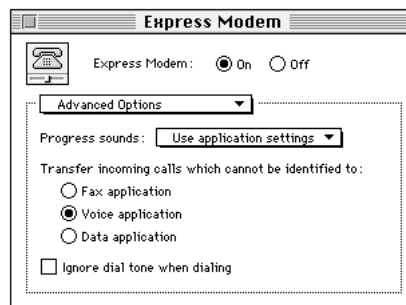 Express Modem
Express Modem: On Off
Advanced Options
Progress sounds: Use application settings
Transfer incoming calls which cannot be identified to:
Fax application
Voice application
Data application
Ignore dial tone when dialing